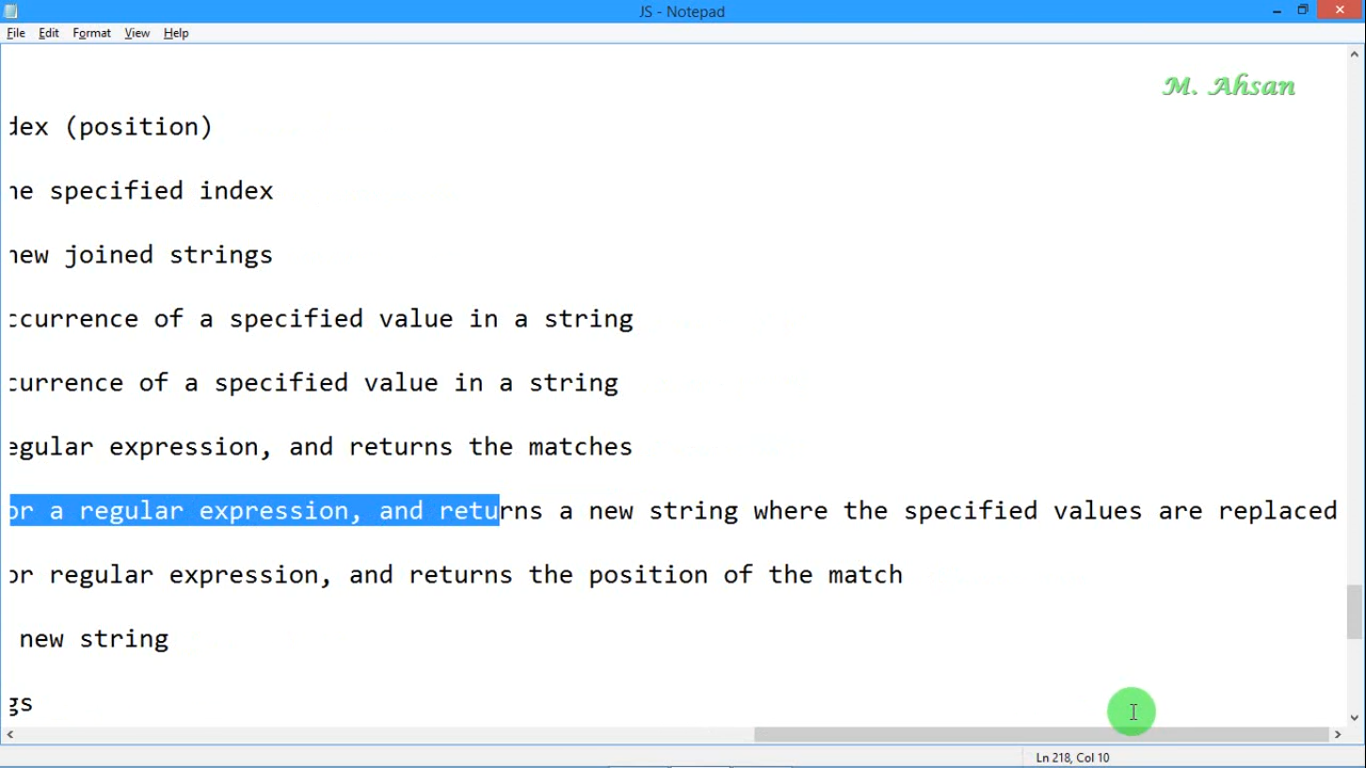 JS - Notepad
File Edit Format View Help
M. Ahsan
dex (position)
he specified index
new joined strings
ccurrence of a specified value in a string
currence of a specified value in a string
egular expression, and returns the matches
or a regular expression, and returns a new string where the specified values are replaced
or regular expression, and returns the position of the match
new string
gs
Ln 218, Col 10